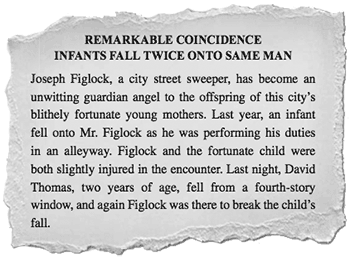 REMARKABLE COINCIDENCE
INFANTS FALL TWICE ONTO SAME MAN
Joseph Figlock, a city street sweeper, has become an
unwitting guardian angel to the offspring of this city’s
blithely fortunate young mothers. Last year, an infant
fell onto Mr. Figlock as he was performing his duties
in an alleyway. Figlock and the fortunate child were
both slightly injured in the encounter. Last night, David
Thomas, two years of age, fell from a fourth-story
window, and again Figlock was there to break the child’s
fall.